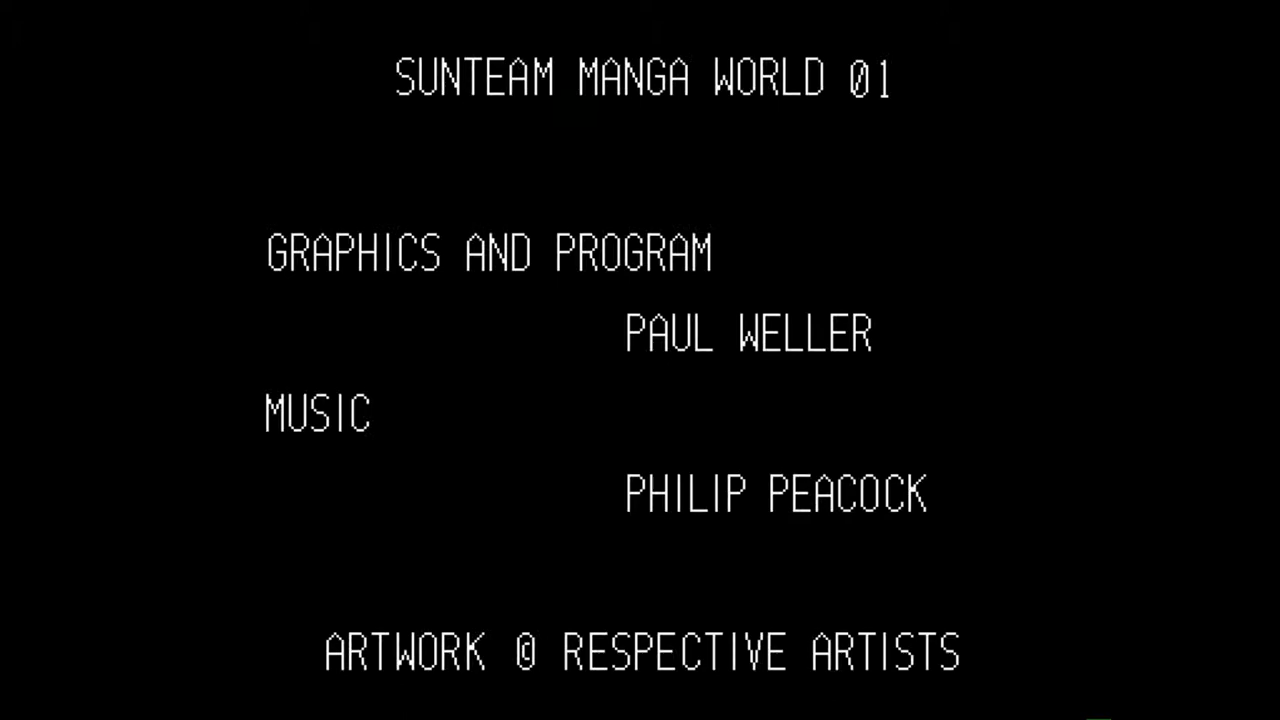 SUNTEAM MANGA WORLD 01
GRAPHICS AND PROGRAM
PAUL WELLER
MUSIC
PHILIP PEACOCK
ARTWORK © RESPECTIVE ARTISTS